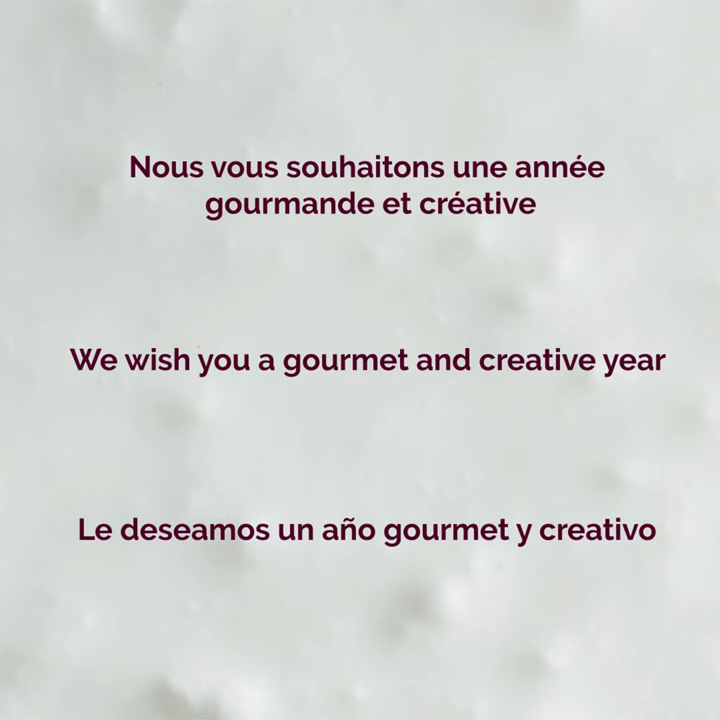 Nous vous souhaitons une année
gourmande et créative
We wish you a gourmet and creative year
Le deseamos un año gourmet y creativo